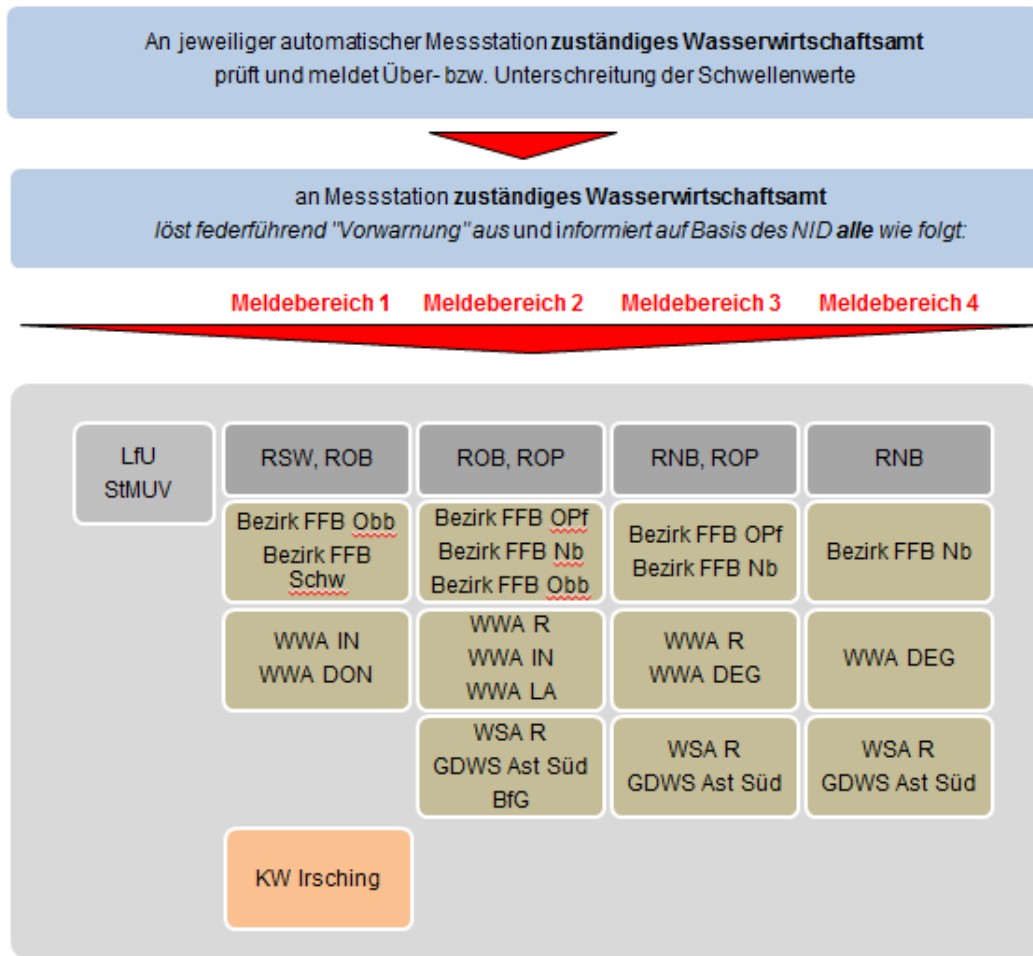 An jeweiliger automatischer Messstation zuständiges Wasserwirtschaftsamt
prüft und meldet Über- bzw. Unterschreitung der Schwellenwerte
an Messstation zuständiges Wasserwirtschaftsamt
löst federführend "Vorwarnung" aus und informiert auf Basis des NID alle wie folgt:
Meldebereich 1
Meldebereich 2
Meldebereich 3
Meldebereich 4
LfU
StMUV
RSW, ROB
ROB, ROP
RNB, ROP
RNB
Bezirk FFB Obb
Bezirk FFB
Schw
Bezirk FFB OPf
Bezirk FFB Nb
Bezirk FFB Obb
Bezirk FFB OPf
Bezirk FFB Nb
Bezirk FFB Nb
WWA IN
WWA DON
WWA R
WWA IN
WWA LA
WWA R
WWA DEG
WWA DEG
WSA R
GDWS Ast Süd
BfG
WSA R
GDWS Ast Süd
WSA R
GDWS Ast Süd
KW Irsching